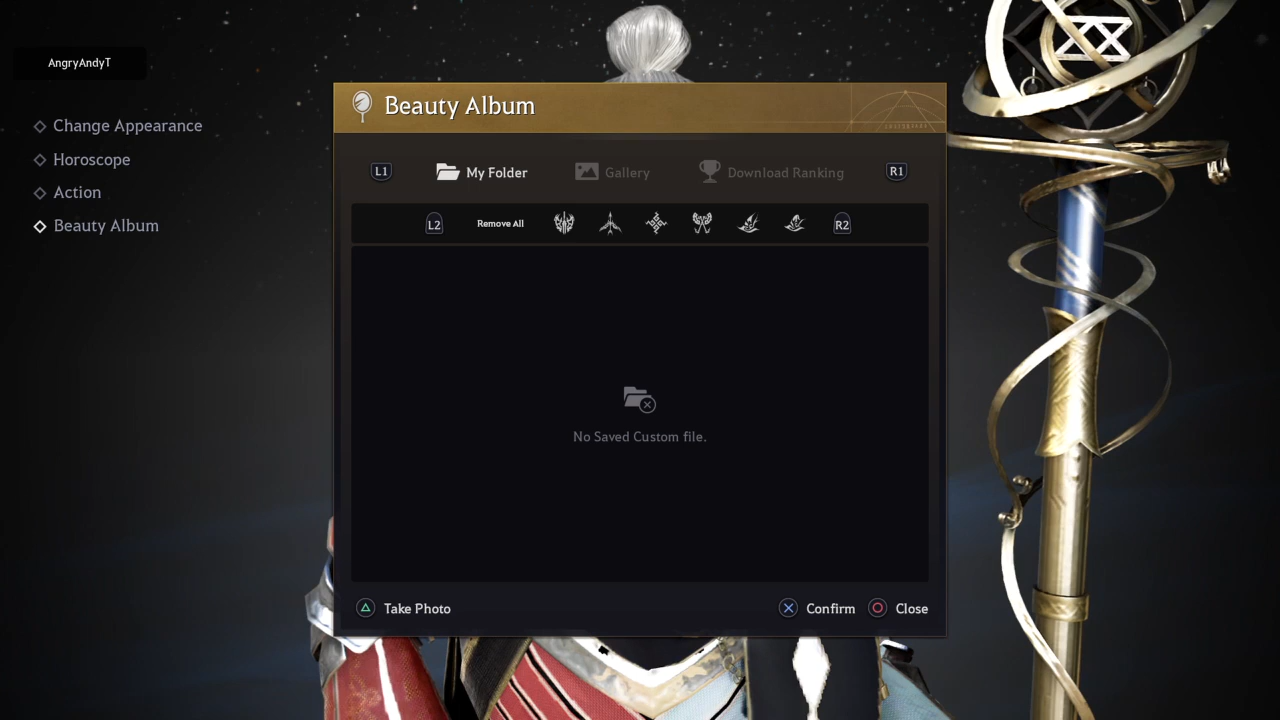 AngryAndyT
Change Appearance
Horoscope
Action
Beauty Album
Beauty Album
L1 My Folder Gallery Download Ranking R1
L2 Remove All R2
No Saved Custom file.
Take Photo Confirm Close